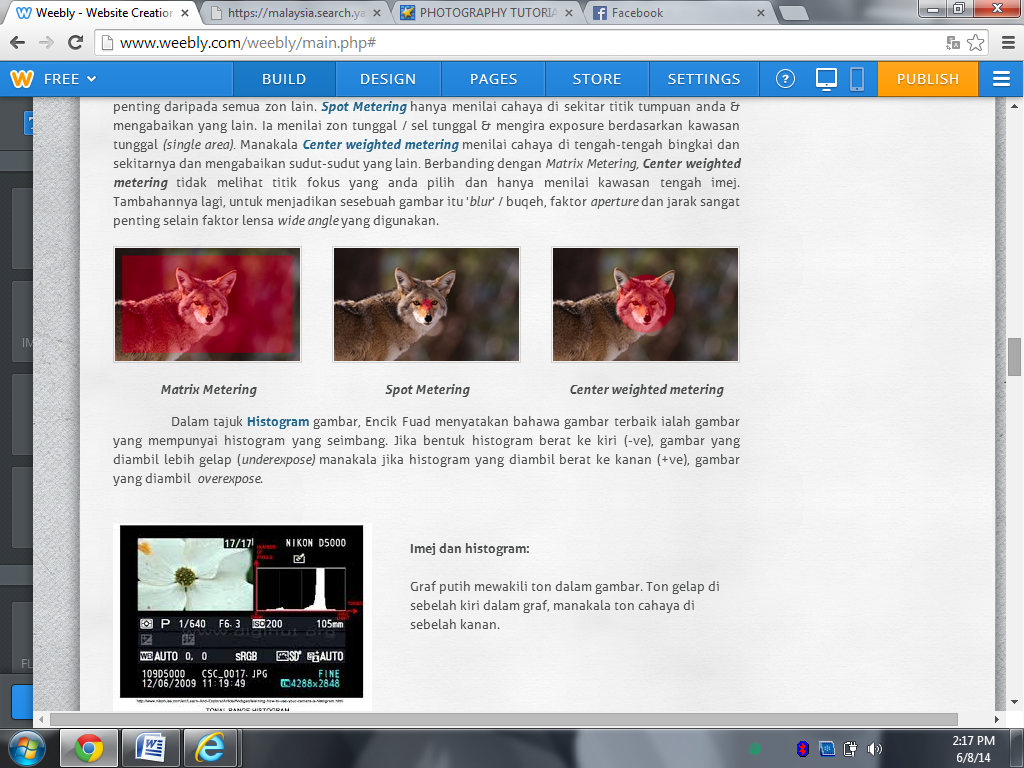 Weebly - Website Creation
https://malaysia.search.ya
PHOTOGRAPHY TUTORIA
Facebook
www.weebly.com/weebly/main.php#
W FREE BUILD DESIGN PAGES STORE SETTINGS ? PUBLISH
penting daripada semua zon lain. Spot Metering hanya menilai cahaya di sekitar titik tumpuan anda &
mengabaikan yang lain. Ia menilai zon tunggal / sel tunggal & mengira exposure berdasarkan kawasan
tunggal (single area). Manakala Center weighted metering menilai cahaya di tengah-tengah bingkai dan
sekitarnya dan mengabaikan sudut-sudut yang lain. Berbanding dengan Matrix Metering, Center weighted
metering tidak melihat titik fokus yang anda pilih dan hanya menilai kawasan tengah imej.
Tambahannya lagi, untuk menjadikan sesebuah gambar itu 'blur' / buqeh, faktor aperture dan jarak sangat
penting selain faktor lensa wide angle yang digunakan.
Matrix Metering Spot Metering Center weighted metering
Dalam tajuk Histogram gambar, Encik Fuad menyatakan bahawa gambar terbaik ialah gambar
yang mempunyai histogram yang seimbang. Jika bentuk histogram berat ke kiri (-ve), gambar yang
diambil lebih gelap (underexpose) manakala jika histogram yang diambil berat ke kanan (+ve), gambar
yang diambil overexpose.
17/17 NIKON D5000
NUMBER
OF
PIXELS
P 1/640 F6.3 ISO200 105mm
WB AUTO 0, 0 sRGB SD AUTO
109D5000 CSC_0017.JPG FINE
12/06/2009 11:19:49 L 4288x2848
TONAL RANGE HISTOGRAM
Imej dan histogram:
Graf putih mewakili ton dalam gambar. Ton gelap di
sebelah kiri dalam graf, manakala ton cahaya di
sebelah kanan.
IM
FL
2:17 PM
6/8/14